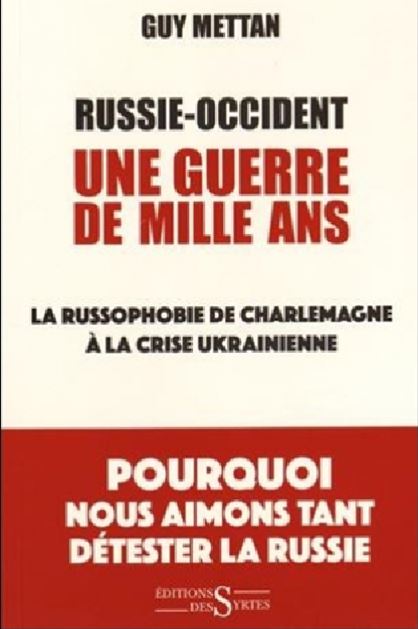 GUY METTAN
RUSSIE-OCCIDENT
UNE GUERRE
DE MILLE ANS
LA RUSSOPHOBIE DE CHARLEMAGNE
À LA CRISE UKRAINIENNE
POURQUOI
NOUS AIMONS TANT
DÉTESTER LA RUSSIE
ÉDITIONS
DES SYRTES